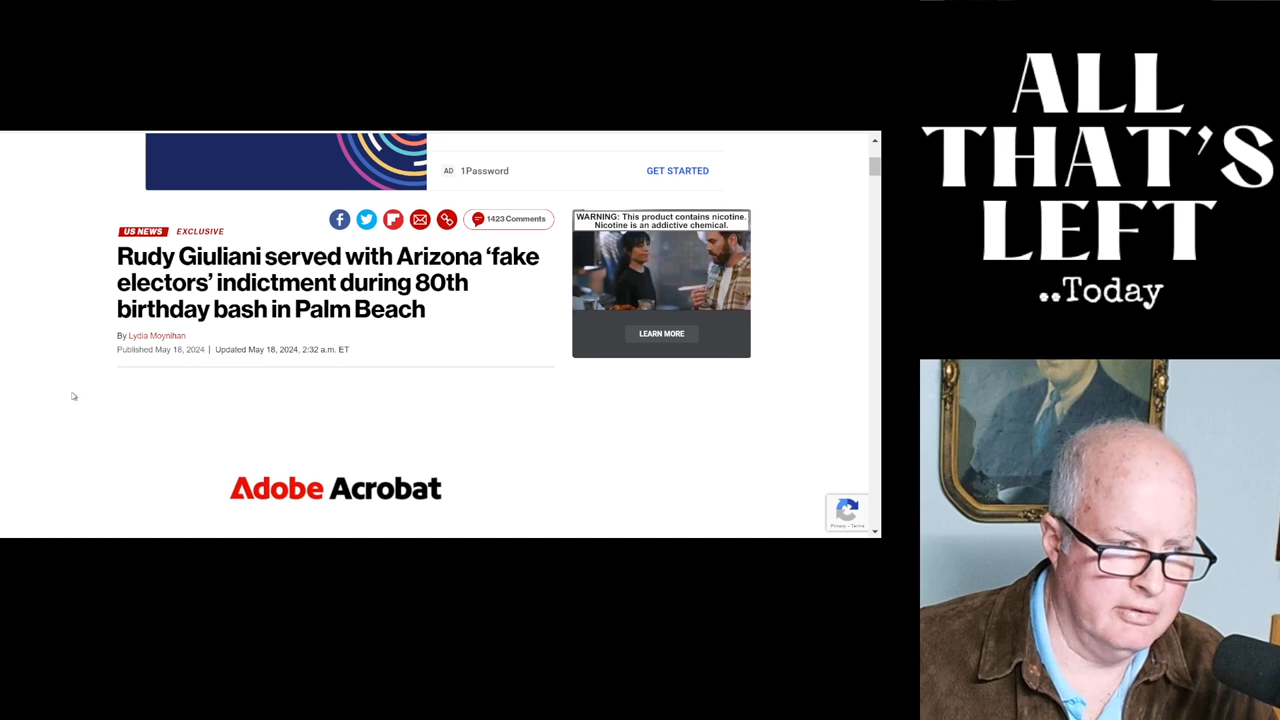 AD 1Password GET STARTED
1423 Comments
US NEWS EXCLUSIVE
Rudy Giuliani served with Arizona ‘fake
electors’ indictment during 80th
birthday bash in Palm Beach
By Lydia Moynihan
Published May 18, 2024 | Updated May 18, 2024, 2:32 a.m. ET
WARNING: This product contains nicotine.
Nicotine is an addictive chemical.
LEARN MORE
Adobe Acrobat
Privacy - Terms
ALL
THAT'S
LEFT
..Today